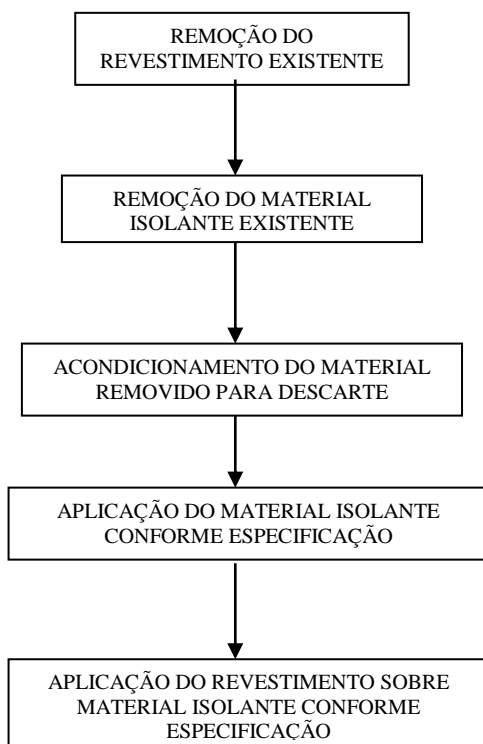 REMOÇÃO DO
REVESTIMENTO EXISTENTE
REMOÇÃO DO MATERIAL
ISOLANTE EXISTENTE
ACONDICIONAMENTO DO MATERIAL
REMOVIDO PARA DESCARTE
APLICAÇÃO DO MATERIAL ISOLANTE
CONFORME ESPECIFICAÇÃO
APLICAÇÃO DO REVESTIMENTO SOBRE
MATERIAL ISOLANTE CONFORME
ESPECIFICAÇÃO